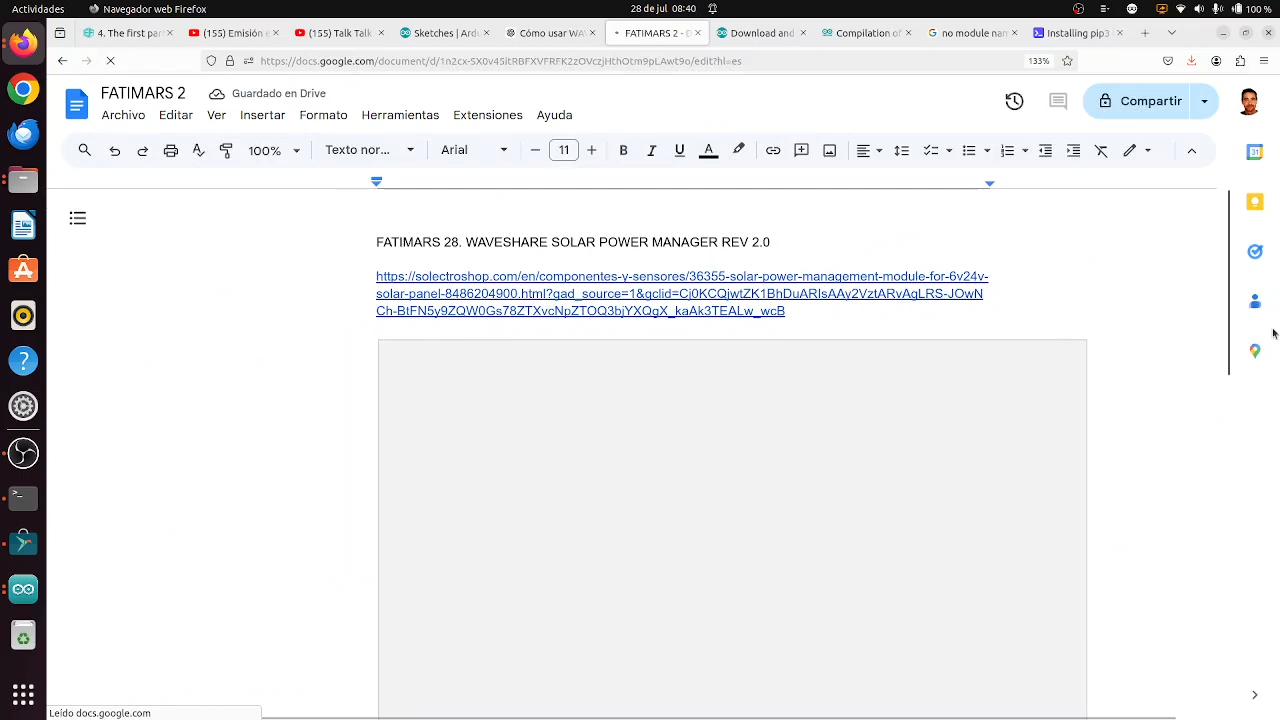 Actividades
Navegador web Firefox
28 de jul 08:40
100 %
4. The first par
(155) Emisión e
(155) Talk Talk
Sketches | Ard
Cómo usar WA
FATIMARS 2 - D
Download and
Compilation of
no module nam
Installing pip3
https://docs.google.com/document/d/1n2cx-SX0v45itRBFXVFRFK2zOVczjHthOtm9pLAwt9o/edit?hl=es
133%
FATIMARS 2
Guardado en Drive
Archivo Editar Ver Insertar Formato Herramientas Extensiones Ayuda
Compartir
100%
Texto nor...
Arial
11
B I U A
FATIMARS 28. WAVESHARE SOLAR POWER MANAGER REV 2.0
https://solectroshop.com/en/componentes-y-sensores/36355-solar-power-management-module-for-6v24v-
solar-panel-8486204900.html?gad_source=1&gclid=Cj0KCQjwtZK1BhDuARIsAAy2VztARvAgLRS-JOwN
Ch-BtFN5y9ZQW0Gs78ZTXvcNpZTOQ3bjYXQgX_kaAk3TEALw_wcB
Leído docs.google.com